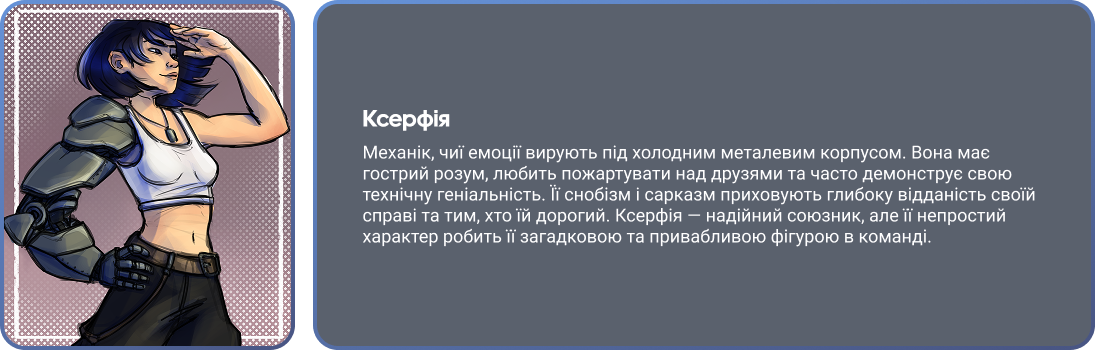 Ксерфія
Механік, чиї емоції вирують під холодним металевим корпусом. Вона має
гострий розум, любить пожартувати над друзями та часто демонструє свою
технічну геніальність. Її снобізм і сарказм приховують глибоку відданість своїй
справі та тим, хто їй дорогий. Ксерфія — надійний союзник, але її непростий
характер робить її загадковою та привабливою фігурою в команді.